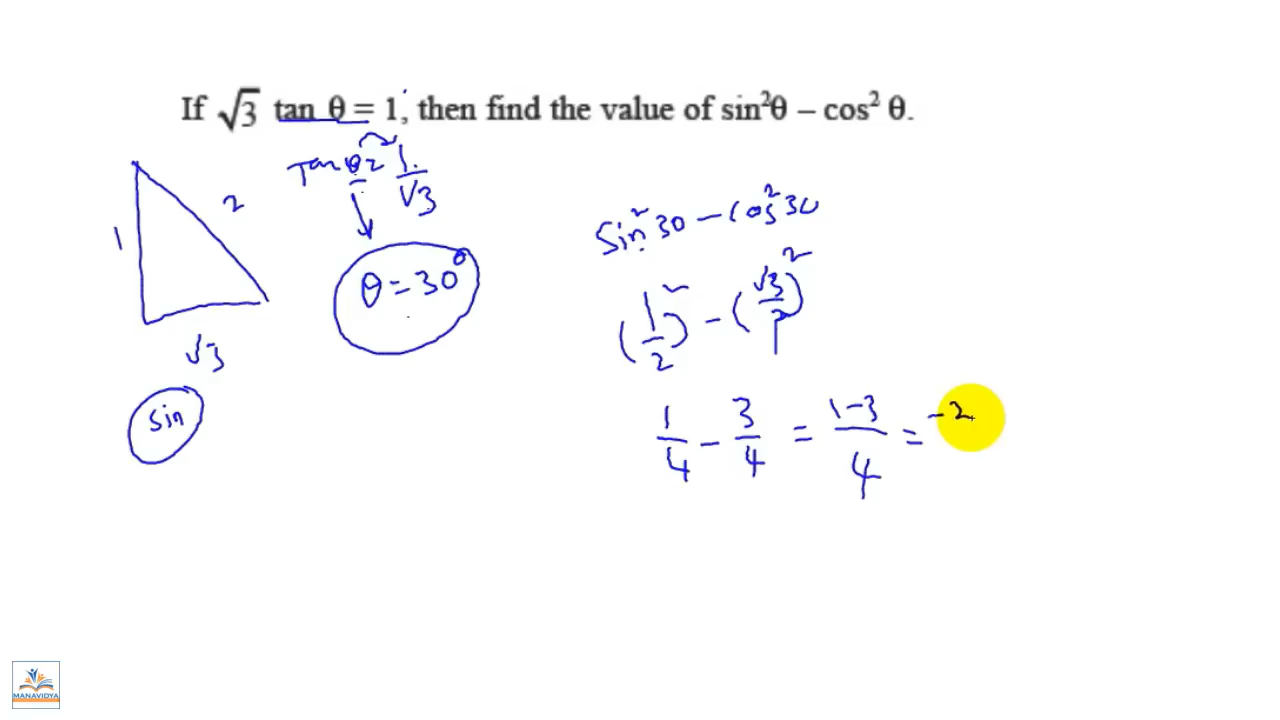 If √3 tan θ = 1, then find the value of sin²θ – cos² θ.
Tan θ = 1/√3
θ = 30°
1
2
√3
sin
sin²30 – cos²30
(1/2)² – (√3/2)²
1/4 – 3/4 = 1–3/4 = –2
MANAVIDYA